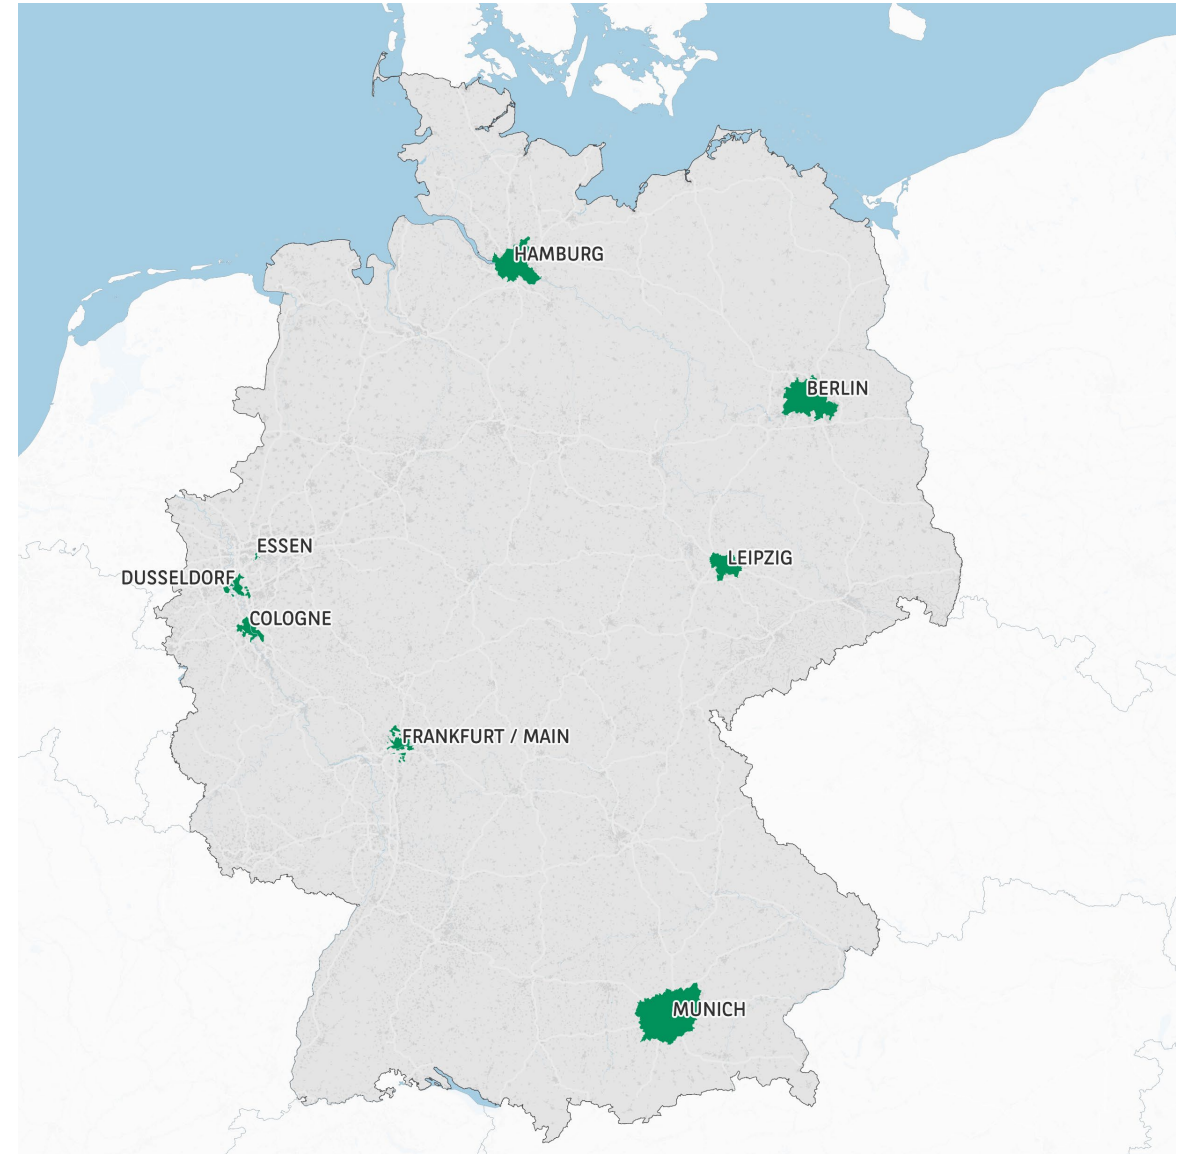 HAMBURG
BERLIN
ESSEN
LEIPZIG
DUSSELDORF
COLOGNE
FRANKFURT / MAIN
MUNICH